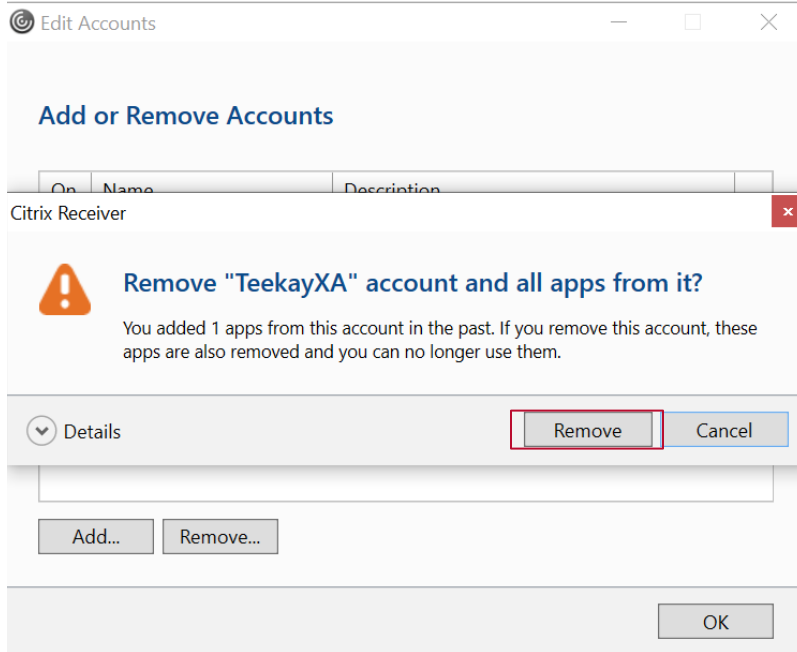 Edit Accounts
Add or Remove Accounts
On Name Description
Citrix Receiver
Remove "TeekayXA" account and all apps from it?
You added 1 apps from this account in the past. If you remove this account, these
apps are also removed and you can no longer use them.
Details Remove Cancel
Add... Remove...
OK